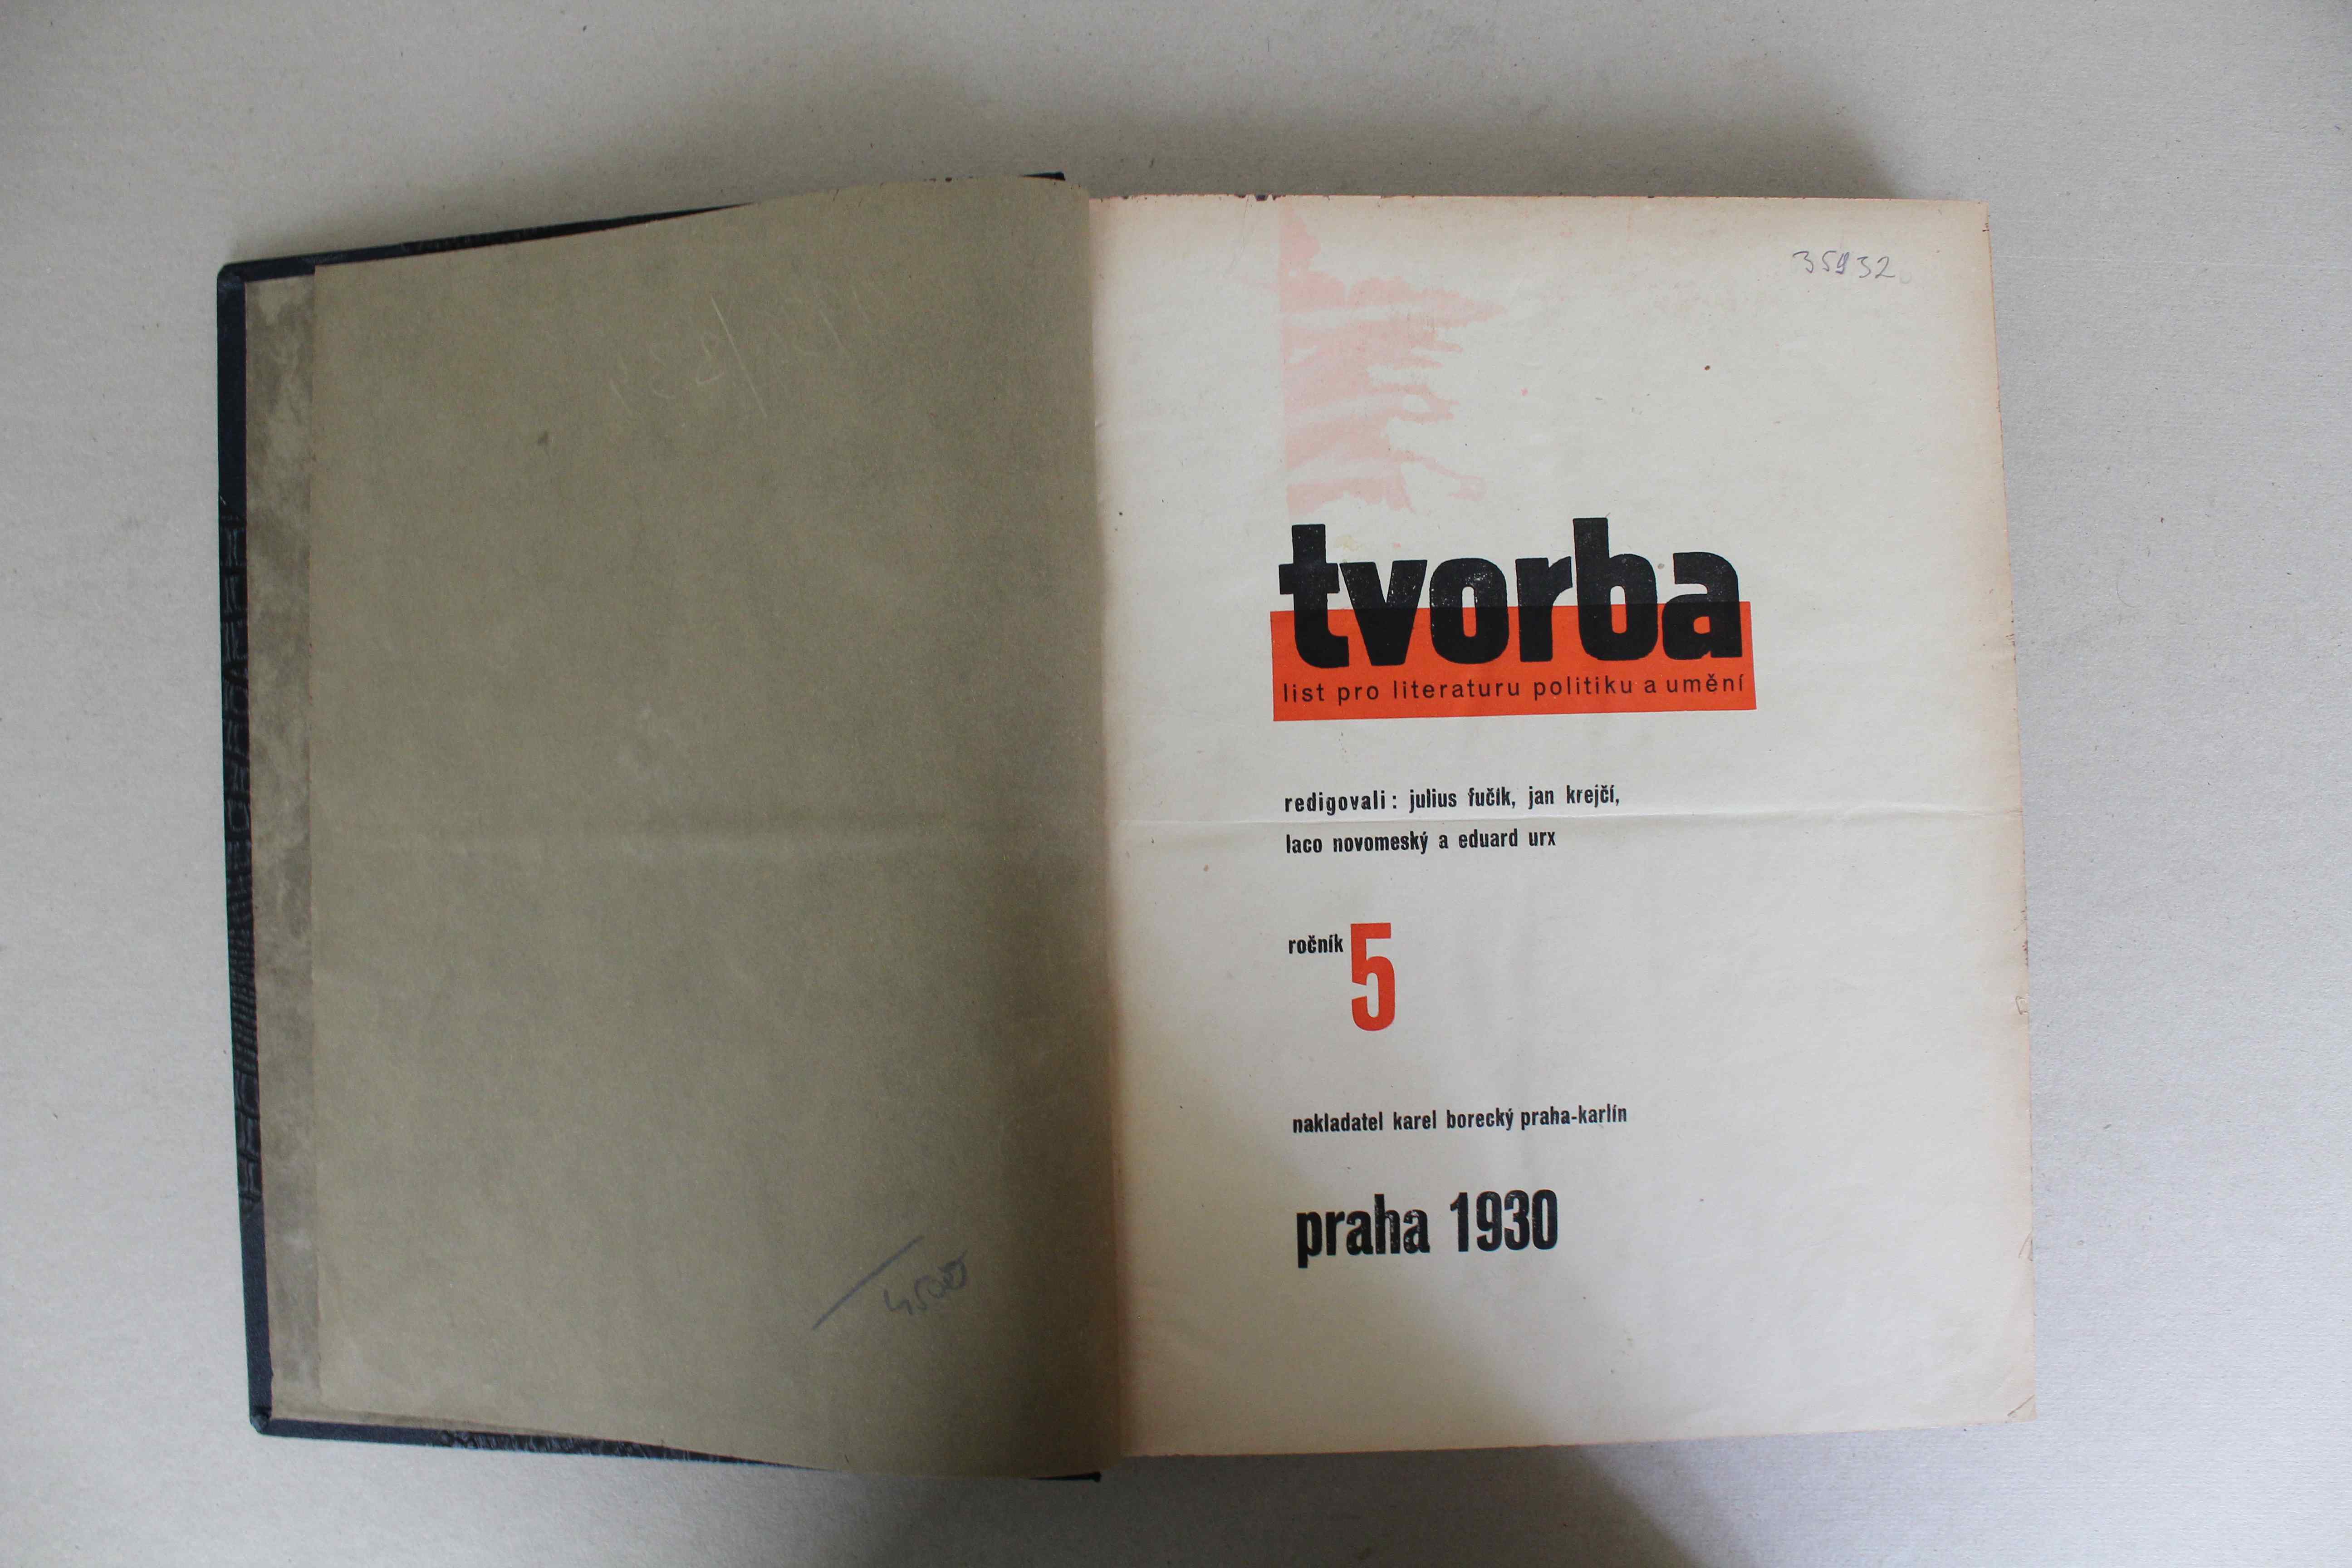 35932
tvorba
list pro literaturu politiku a umění
redigovali: julius fučík, jan krejčí,
laco novomeský a eduard urx
ročník 5
nakladatel karel borecký praha-karlín
praha 1930
4500